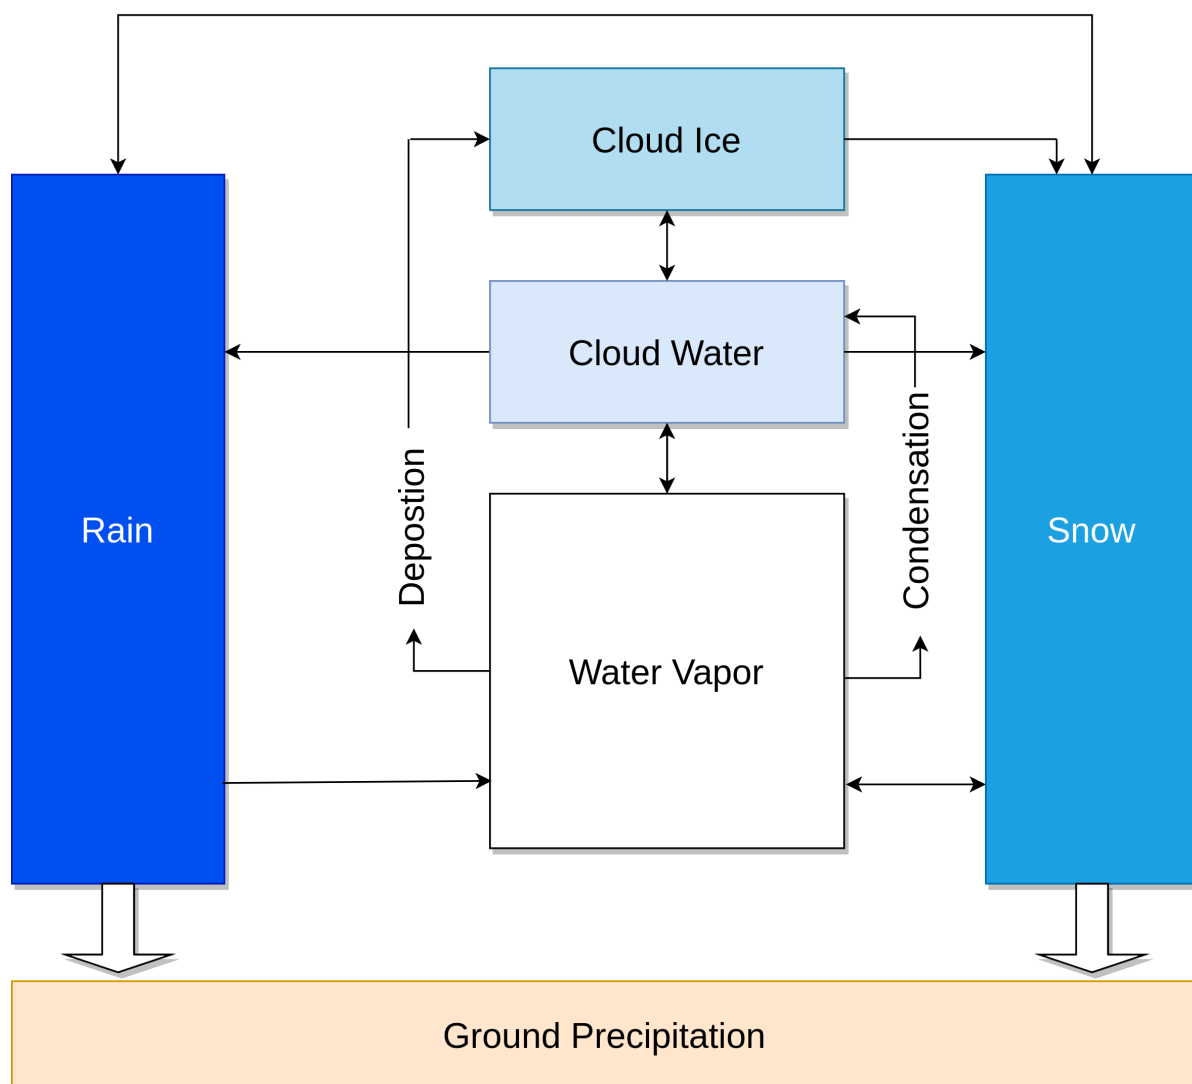 Cloud Ice
Cloud Water
Depostion
Condensation
Rain
Snow
Water Vapor
Ground Precipitation